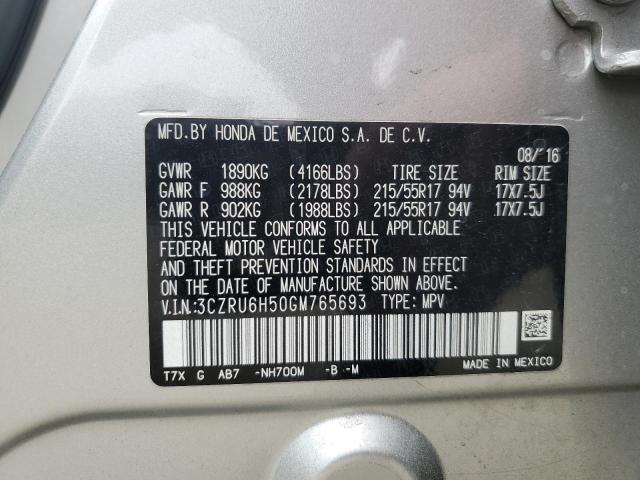 MFD.BY HONDA DE MEXICO S.A. DE C.V.
08/'16
GVWR 1890KG (4166LBS) TIRE SIZE RIM SIZE
GAWR F 988KG (2178LBS) 215/55R17 94V 17X7.5J
GAWR R 902KG (1988LBS) 215/55R17 94V 17X7.5J
THIS VEHICLE CONFORMS TO ALL APPLICABLE
FEDERAL MOTOR VEHICLE SAFETY
AND THEFT PREVENTION STANDARDS IN EFFECT
ON THE DATE OF MANUFACTURE SHOWN ABOVE.
V.I.N:3CZRU6H50GM765693 TYPE: MPV
T7X G AB7 -NH700M -B -M
MADE IN MEXICO